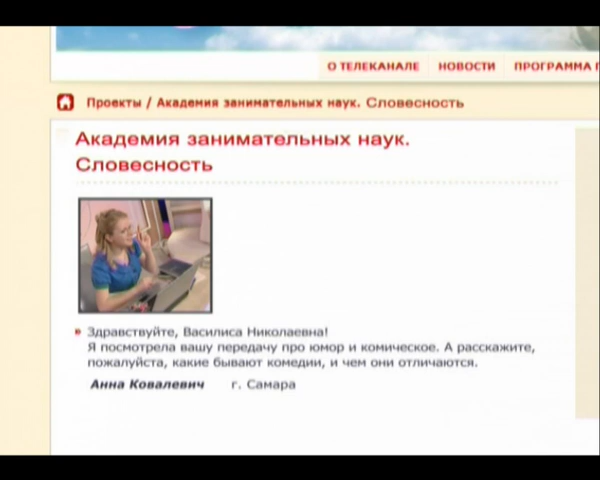 О ТЕЛЕКАНАЛЕ НОВОСТИ ПРОГРАММА
Проекты / Академия занимательных наук. Словесность
Академия занимательных наук.
Словесность
Здравствуйте, Василиса Николаевна!
Я посмотрела вашу передачу про юмор и комическое. А расскажите,
пожалуйста, какие бывают комедии, и чем они отличаются.
Анна Ковалевич г. Самара